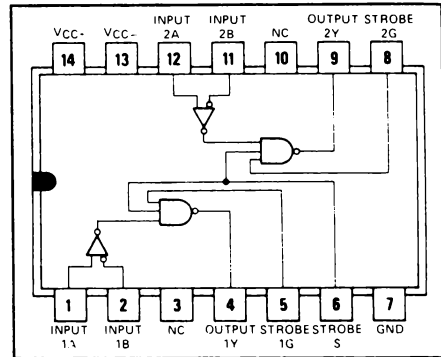 VCC- VCC- INPUT 2A INPUT 2B NC OUTPUT 2Y STROBE 2G
14 13 12 11 10 9 8
1 2 3 4 5 6 7
INPUT 1A INPUT 1B NC OUTPUT 1Y STROBE 1G STROBE S GND